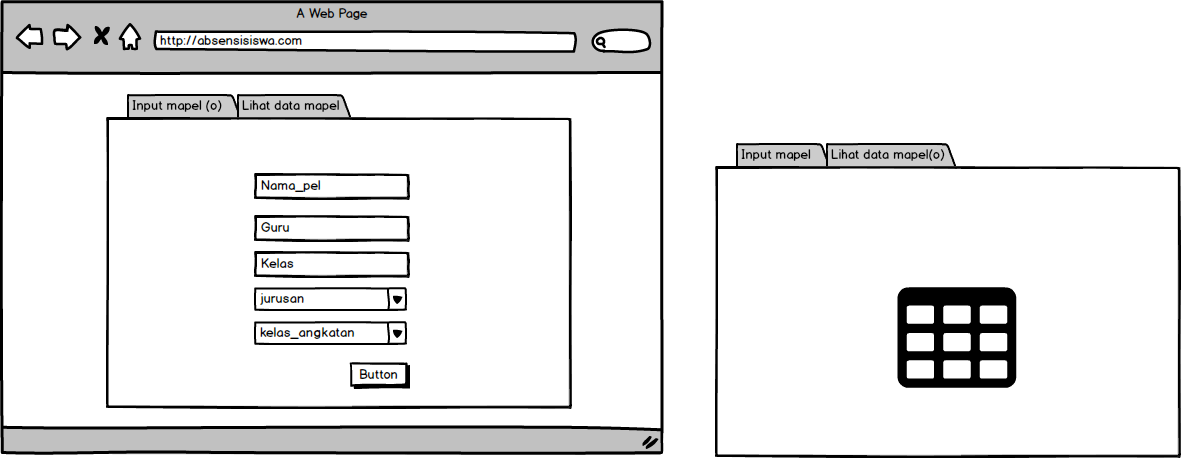 A Web Page
http://absensisiswa.com
Input mapel (o)
Lihat data mapel
Nama_pel
Guru
Kelas
jurusan
kelas_angkatan
Button
Input mapel
Lihat data mapel(o)